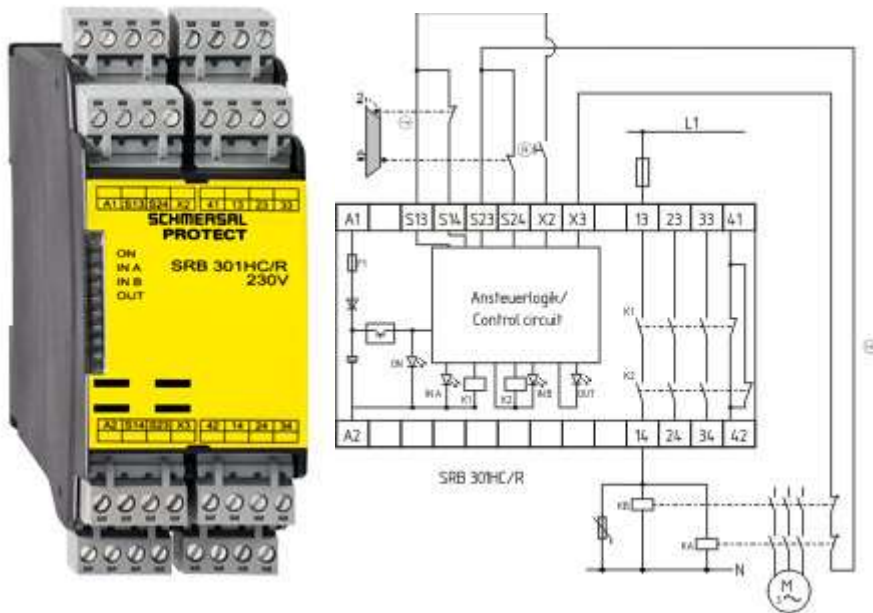 A1 S13 S24 X2 41 13 23 33
SCHMERSAL
PROTECT
ON
IN A
IN B
OUT
SRB 301HC/R
230V
A2 S14 S23 X3 42 14 24 34
L1
A1 S13 S14 S23 S24 X2 X3 13 23 33 41
Ansteuerlogik/
Control circuit
K1
K2
ON
IN A
K1
K2
IN B
OUT
A2 14 24 34 42
SRB 301HC/R
KB
KA
N
M
3